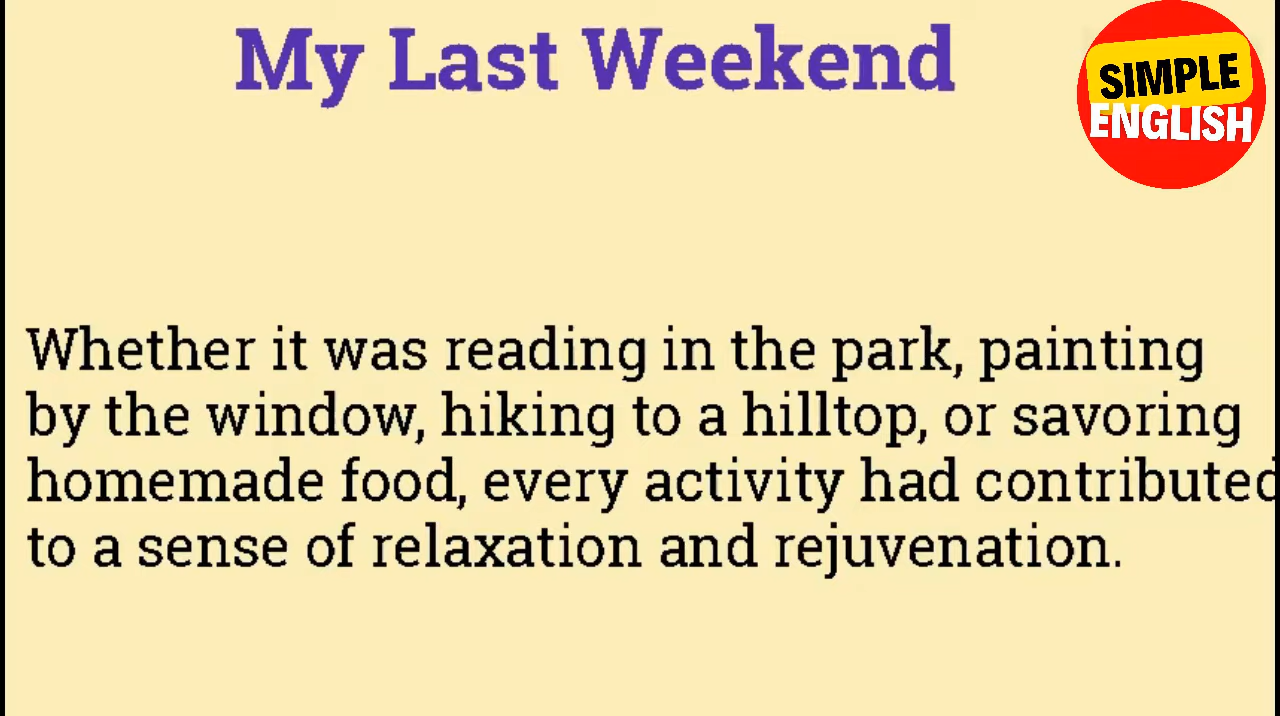 My Last Weekend
SIMPLE
ENGLISH
Whether it was reading in the park, painting
by the window, hiking to a hilltop, or savoring
homemade food, every activity had contributed
to a sense of relaxation and rejuvenation.